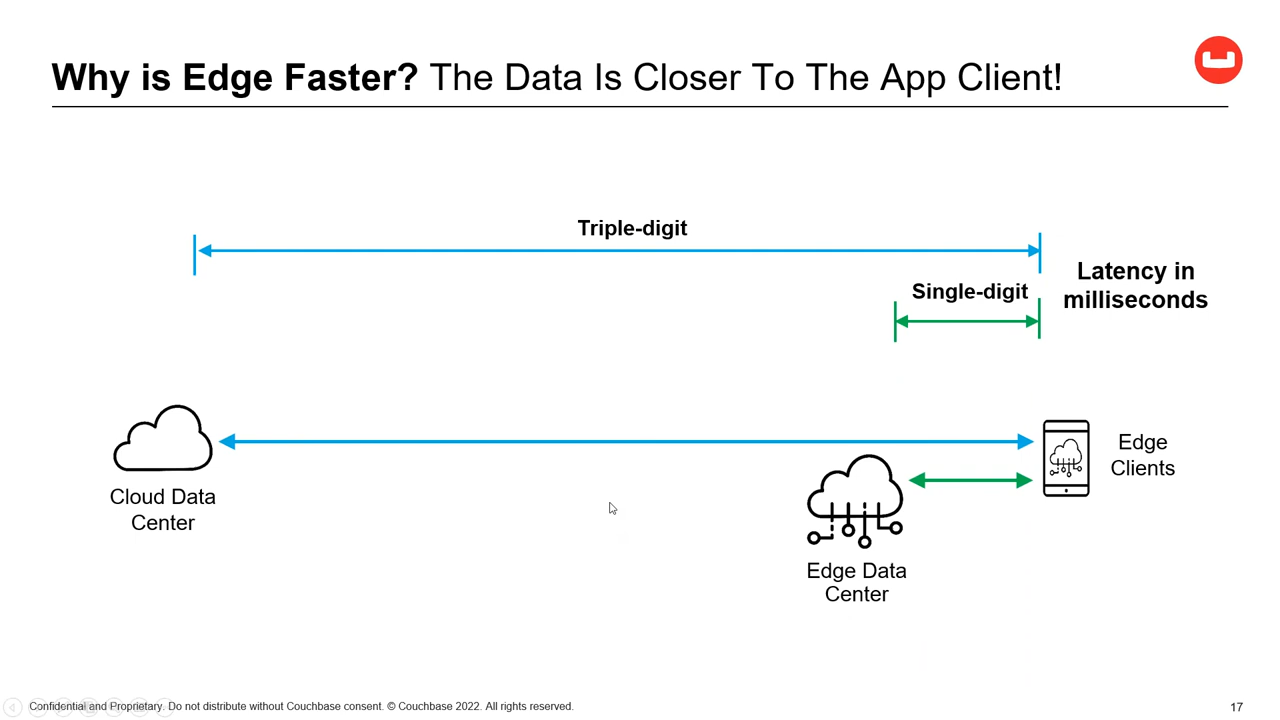 Why is Edge Faster? The Data Is Closer To The App Client!
Triple-digit
Latency in
milliseconds
Single-digit
Edge
Clients
Cloud Data
Center
Edge Data
Center
Confidential and Proprietary. Do not distribute without Couchbase consent. © Couchbase 2022. All rights reserved.
17